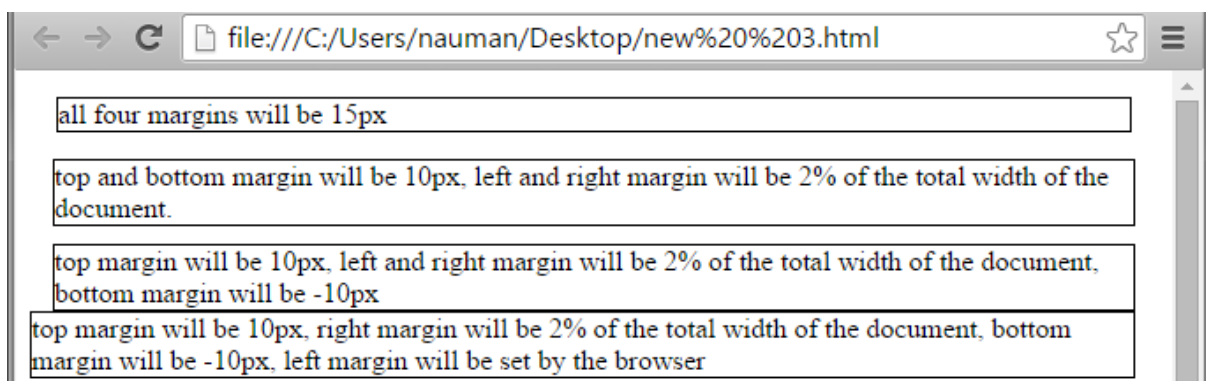 file:///C:/Users/nauman/Desktop/new%20%203.html
all four margins will be 15px
top and bottom margin will be 10px, left and right margin will be 2% of the total width of the
document.
top margin will be 10px, left and right margin will be 2% of the total width of the document,
bottom margin will be -10px
top margin will be 10px, right margin will be 2% of the total width of the document, bottom
margin will be -10px, left margin will be set by the browser